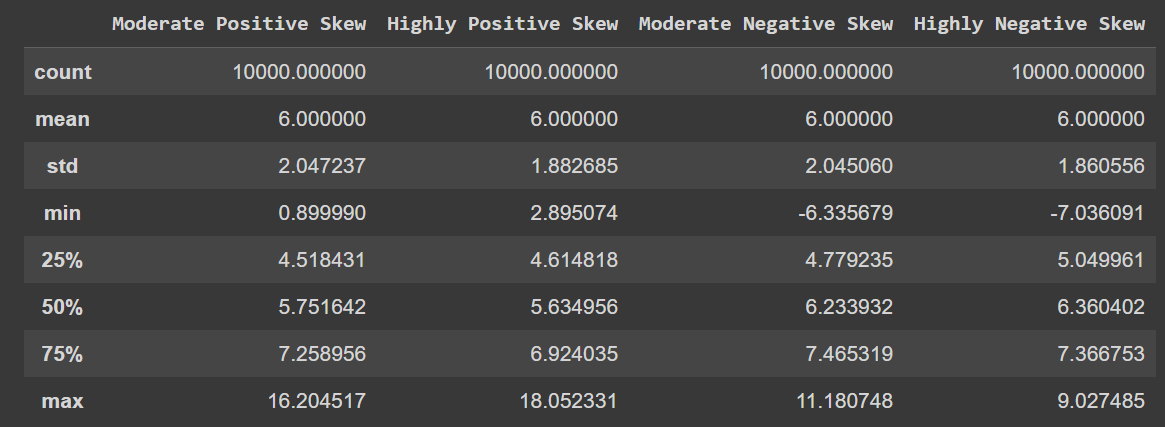 Moderate Positive Skew Highly Positive Skew Moderate Negative Skew Highly Negative Skew
count 10000.000000 10000.000000 10000.000000 10000.000000
mean 6.000000 6.000000 6.000000 6.000000
std 2.047237 1.882685 2.045060 1.860556
min 0.899990 2.895074 -6.335679 -7.036091
25% 4.518431 4.614818 4.779235 5.049961
50% 5.751642 5.634956 6.233932 6.360402
75% 7.258956 6.924035 7.465319 7.366753
max 16.204517 18.052331 11.180748 9.027485